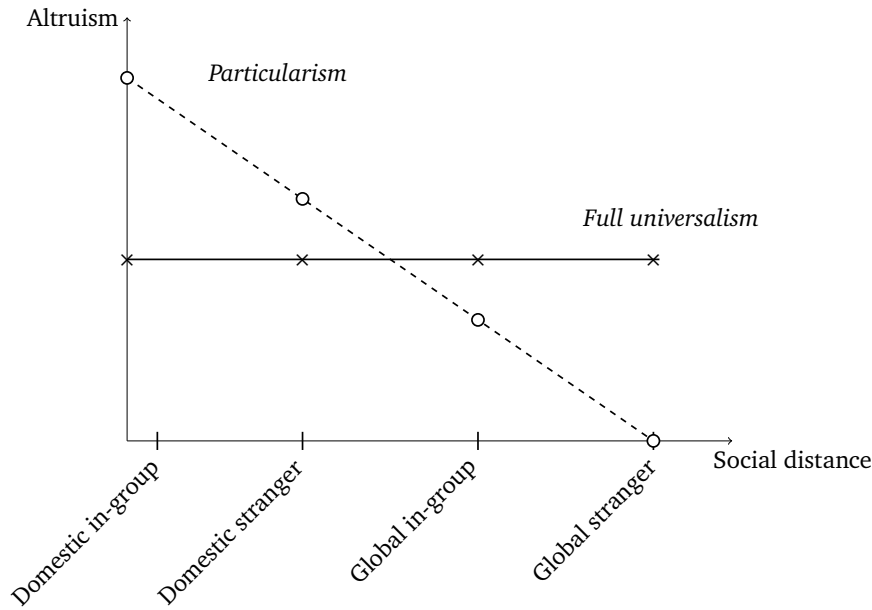 Altruism
Particularism
Full universalism
Social distance
Domestic in-group
Domestic stranger
Global in-group
Global stranger